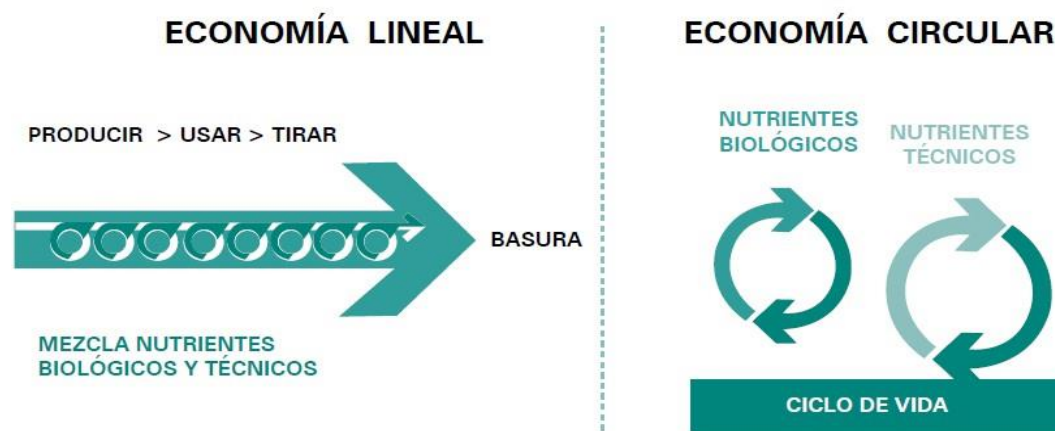 ECONOMÍA LINEAL
PRODUCIR > USAR > TIRAR
BASURA
MEZCLA NUTRIENTES
BIOLÓGICOS Y TÉCNICOS
ECONOMÍA CIRCULAR
NUTRIENTES
BIOLÓGICOS
NUTRIENTES
TÉCNICOS
CICLO DE VIDA